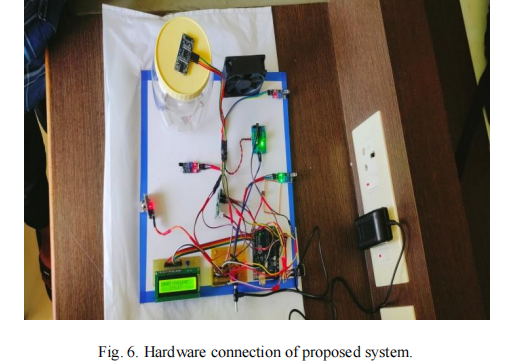 Fig. 6. Hardware connection of proposed system.